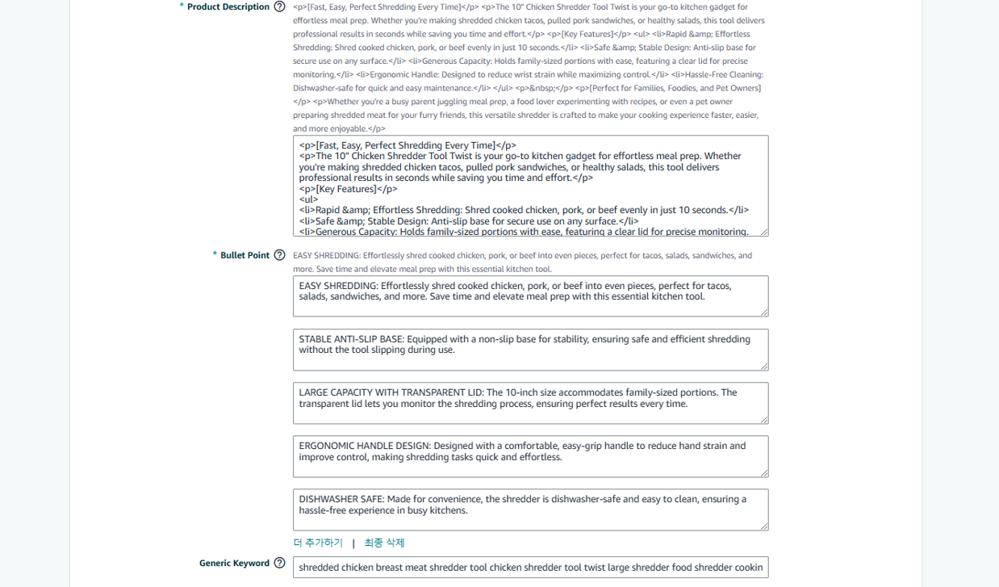 * Product Description ?
<p>[Fast, Easy, Perfect Shredding Every Time]</p> <p>The 10" Chicken Shredder Tool Twist is your go-to kitchen gadget for
effortless meal prep. Whether you're making shredded chicken tacos, pulled pork sandwiches, or healthy salads, this tool delivers
professional results in seconds while saving you time and effort.</p> <p>[Key Features]</p> <ul> <li>Rapid &amp; Effortless
Shredding: Shred cooked chicken, pork, or beef evenly in just 10 seconds.</li> <li>Safe &amp; Stable Design: Anti-slip base for
secure use on any surface.</li> <li>Generous Capacity: Holds family-sized portions with ease, featuring a clear lid for precise
monitoring.</li> <li>Ergonomic Handle: Designed to reduce wrist strain while maximizing control.</li> <li>Hassle-Free Cleaning:
Dishwasher-safe for quick and easy maintenance.</li> </ul> <p>&nbsp;</p> <p>[Perfect for Families, Foodies, and Pet Owners]
</p> <p>Whether you're a busy parent juggling meal prep, a food lover experimenting with recipes, or even a pet owner
preparing shredded meat for your furry friends, this versatile shredder is crafted to make your cooking experience faster, easier,
and more enjoyable.</p>
<p>[Fast, Easy, Perfect Shredding Every Time]</p>
<p>The 10" Chicken Shredder Tool Twist is your go-to kitchen gadget for effortless meal prep. Whether
you're making shredded chicken tacos, pulled pork sandwiches, or healthy salads, this tool delivers
professional results in seconds while saving you time and effort.</p>
<p>[Key Features]</p>
<ul>
<li>Rapid &amp; Effortless Shredding: Shred cooked chicken, pork, or beef evenly in just 10 seconds.</li>
<li>Safe &amp; Stable Design: Anti-slip base for secure use on any surface.</li>
<li>Generous Capacity: Holds family-sized portions with ease, featuring a clear lid for precise monitoring.
* Bullet Point ?
EASY SHREDDING: Effortlessly shred cooked chicken, pork, or beef into even pieces, perfect for tacos, salads, sandwiches, and
more. Save time and elevate meal prep with this essential kitchen tool.
EASY SHREDDING: Effortlessly shred cooked chicken, pork, or beef into even pieces, perfect for tacos,
salads, sandwiches, and more. Save time and elevate meal prep with this essential kitchen tool.
STABLE ANTI-SLIP BASE: Equipped with a non-slip base for stability, ensuring safe and efficient shredding
without the tool slipping during use.
LARGE CAPACITY WITH TRANSPARENT LID: The 10-inch size accommodates family-sized portions. The
transparent lid lets you monitor the shredding process, ensuring perfect results every time.
ERGONOMIC HANDLE DESIGN: Designed with a comfortable, easy-grip handle to reduce hand strain and
improve control, making shredding tasks quick and effortless.
DISHWASHER SAFE: Made for convenience, the shredder is dishwasher-safe and easy to clean, ensuring a
hassle-free experience in busy kitchens.
더 추가하기 | 최종 삭제
Generic Keyword ?
shredded chicken breast meat shredder tool chicken shredder tool twist large shredder food shredder cookin